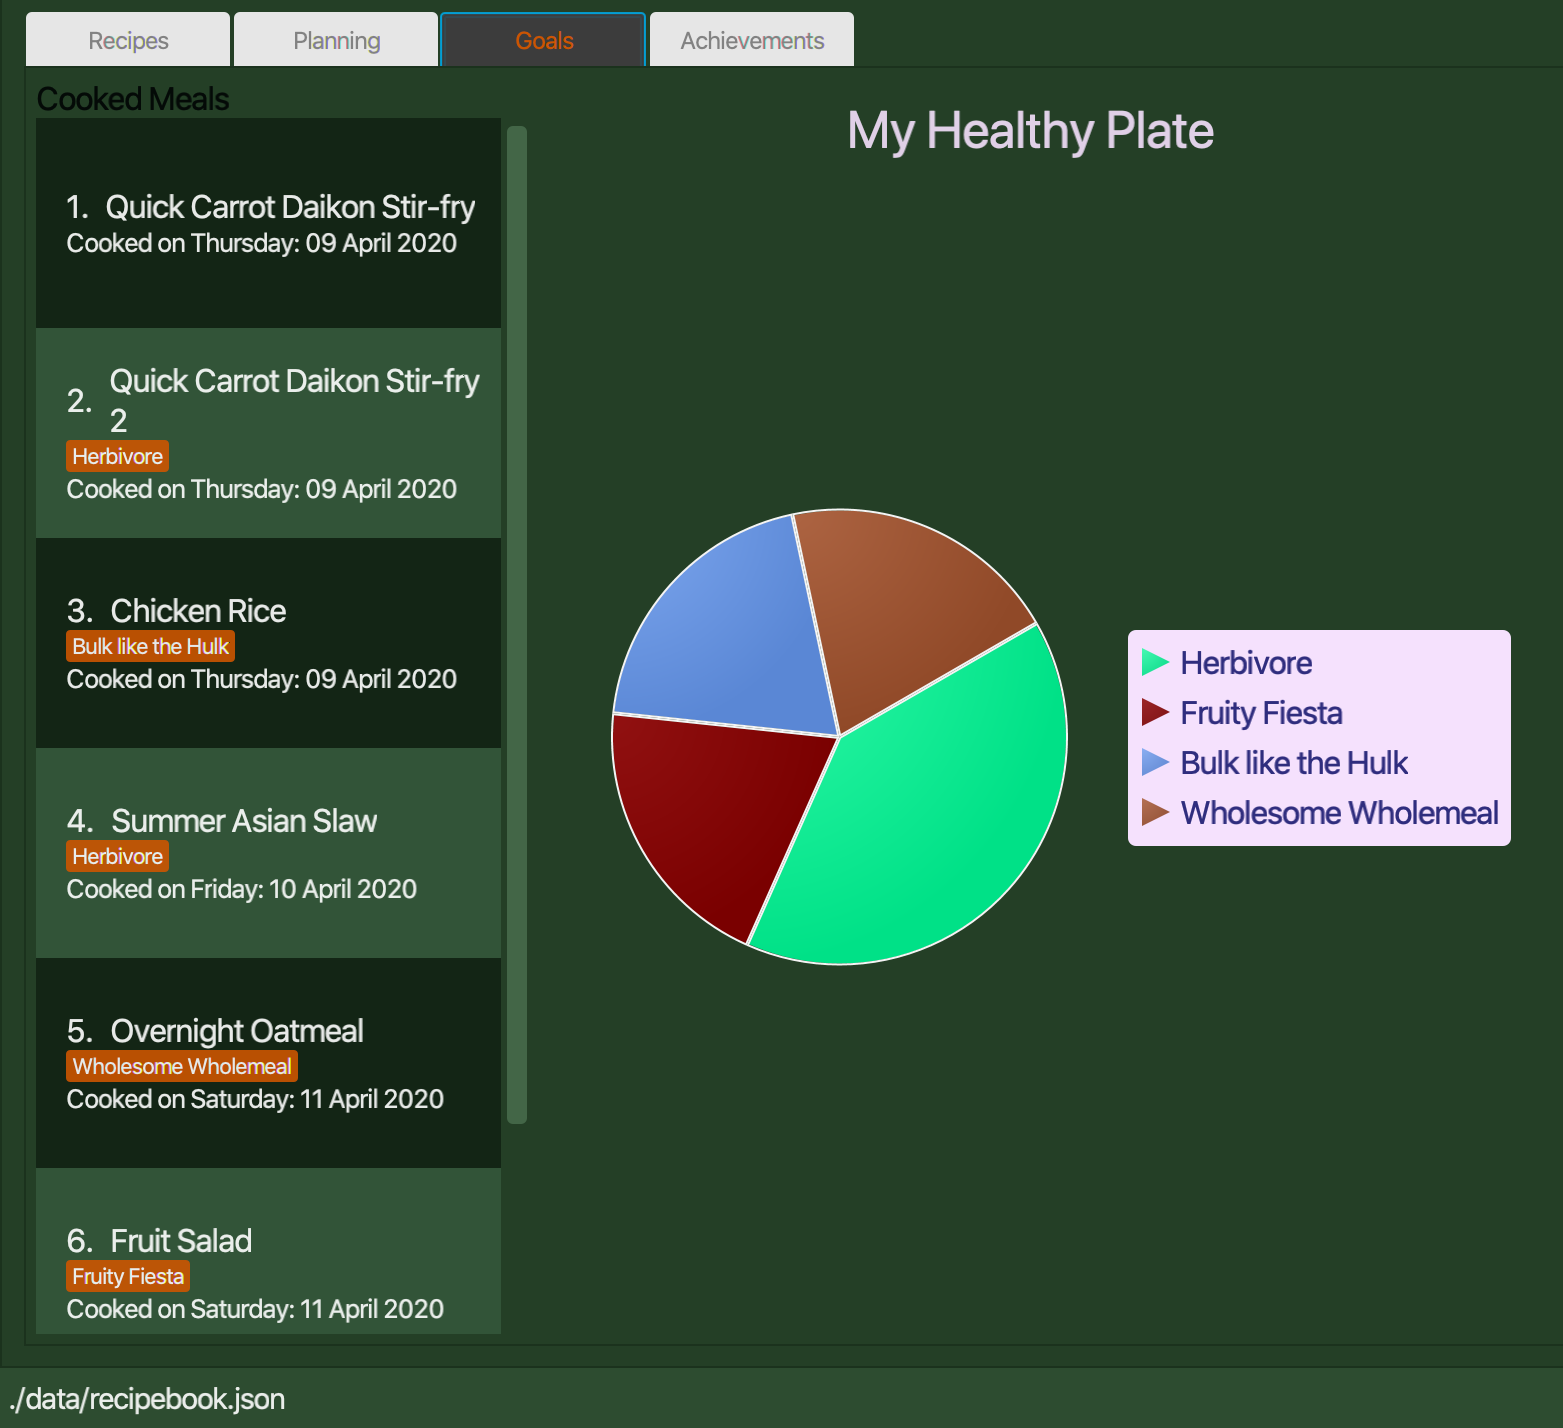 Recipes
Planning
Goals
Achievements
Cooked Meals
1. Quick Carrot Daikon Stir-fry
Cooked on Thursday: 09 April 2020
2. Quick Carrot Daikon Stir-fry
2
Herbivore
Cooked on Thursday: 09 April 2020
3. Chicken Rice
Bulk like the Hulk
Cooked on Thursday: 09 April 2020
4. Summer Asian Slaw
Herbivore
Cooked on Friday: 10 April 2020
5. Overnight Oatmeal
Wholesome Wholemeal
Cooked on Saturday: 11 April 2020
6. Fruit Salad
Fruity Fiesta
Cooked on Saturday: 11 April 2020
My Healthy Plate
Herbivore
Fruity Fiesta
Bulk like the Hulk
Wholesome Wholemeal
./data/recipebook.json